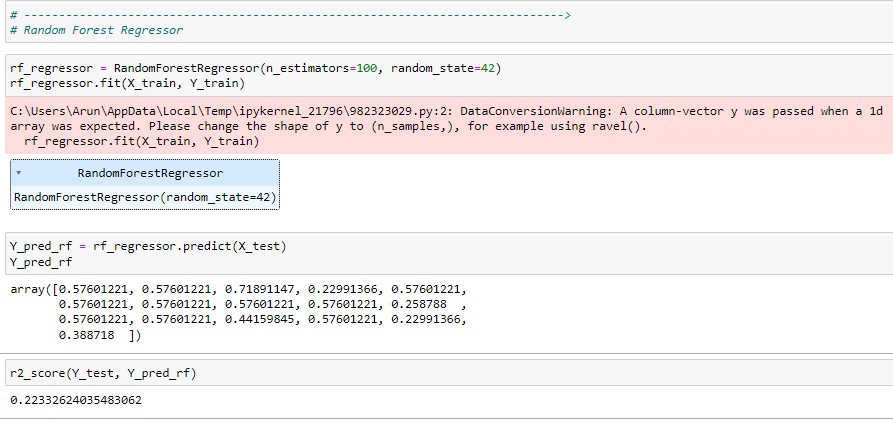 # ----------------------------------------------------------------------->
# Random Forest Regressor
rf_regressor = RandomForestRegressor(n_estimators=100, random_state=42)
rf_regressor.fit(X_train, Y_train)
C:\Users\Arun\AppData\Local\Temp\ipykernel_21796\982323029.py:2: DataConversionWarning: A column-vector y was passed when a 1d
array was expected. Please change the shape of y to (n_samples,), for example using ravel().
  rf_regressor.fit(X_train, Y_train)
▾ RandomForestRegressor
RandomForestRegressor(random_state=42)
Y_pred_rf = rf_regressor.predict(X_test)
Y_pred_rf
array([0.57601221, 0.57601221, 0.71891147, 0.22991366, 0.57601221,
       0.57601221, 0.57601221, 0.57601221, 0.57601221, 0.258788  ,
       0.57601221, 0.57601221, 0.44159845, 0.57601221, 0.22991366,
       0.388718  ])
r2_score(Y_test, Y_pred_rf)
0.22332624035483062